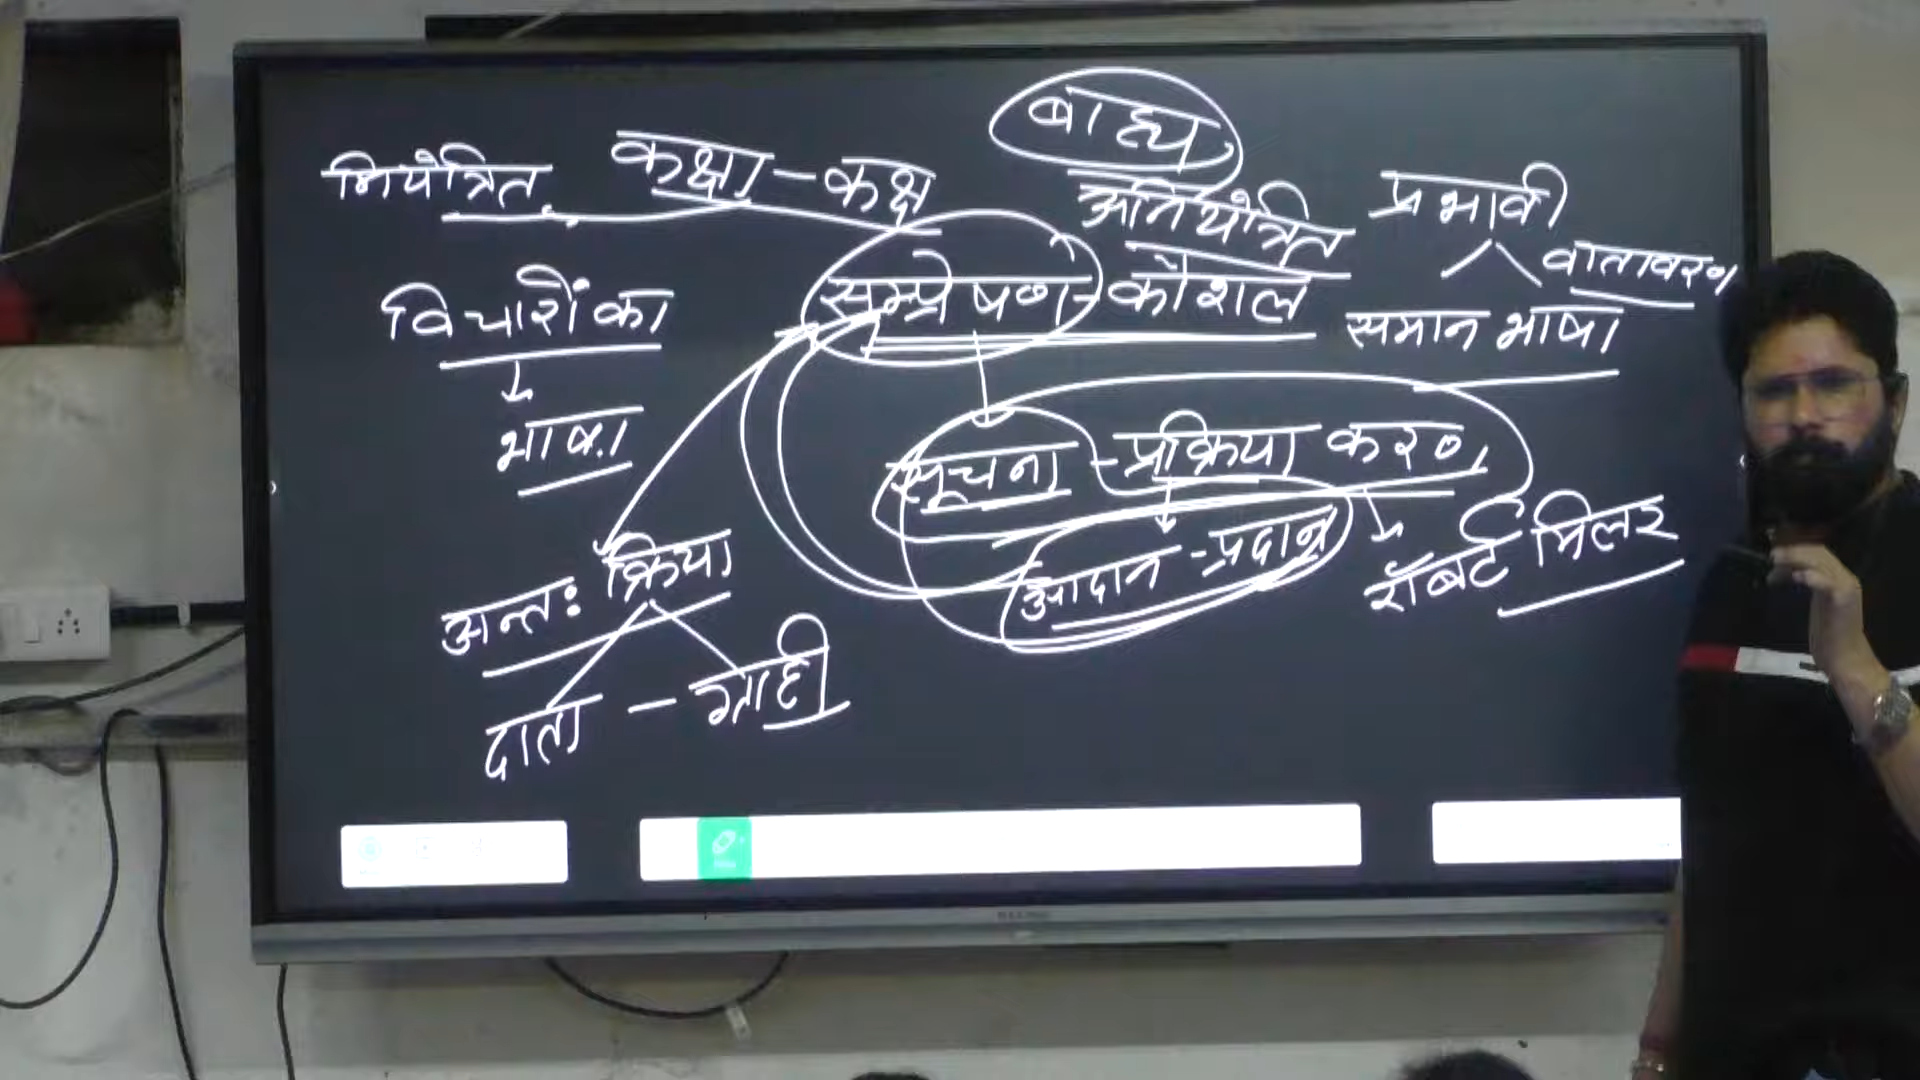 बाह्य
नियंत्रित कक्षा - कक्ष
अनियंत्रित
प्रभावी
वातावरण
समान भाषा
सम्प्रेषण - कौशल
विचारों का
भाषा
सूचना - प्रक्रिया करण
आदान - प्रदान
रॉबर्ट मिलर
अन्तः क्रिया
दाता - ग्राही